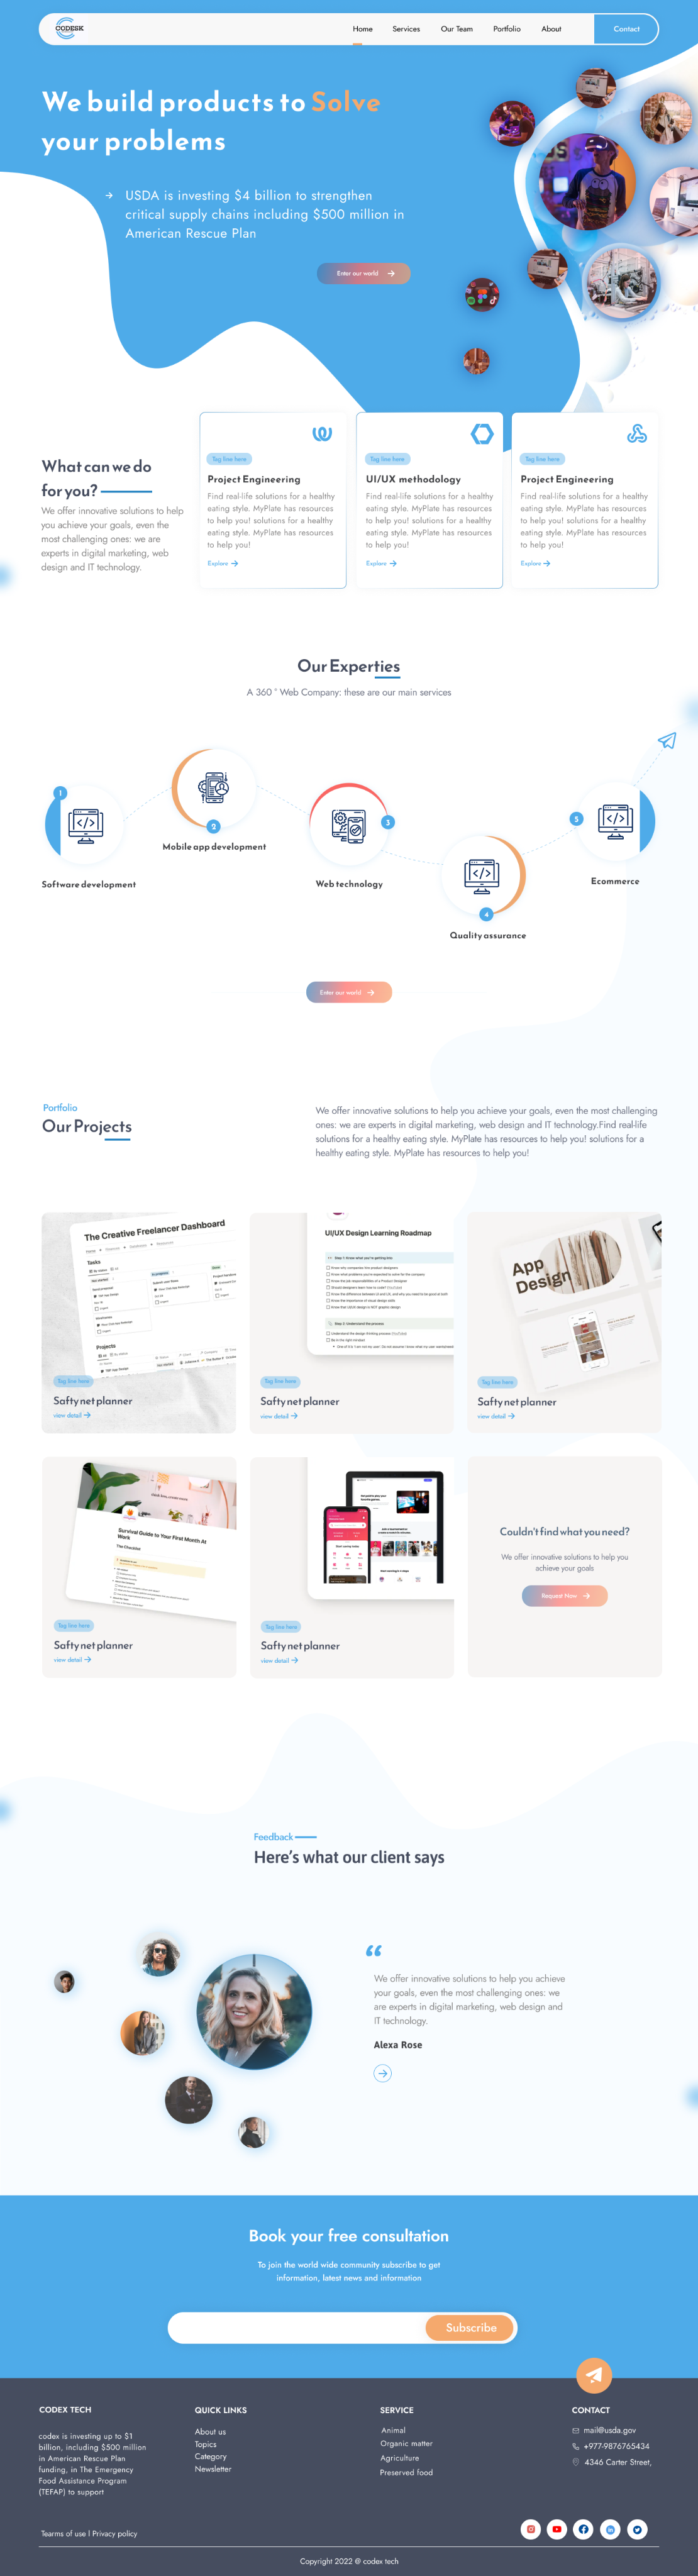 CODESK
Home
Services
Our Team
Portfolio
About
Contact
We build products to Solve
your problems
USDA is investing $4 billion to strengthen
critical supply chains including $500 million in
American Rescue Plan
Enter our world
What can we do
for you?
We offer innovative solutions to help
you achieve your goals, even the
most challenging ones: we are
experts in digital marketing, web
design and IT technology.
Tag line here
Project Engineering
Find real-life solutions for a healthy
eating style. MyPlate has resources
to help you! solutions for a healthy
eating style. MyPlate has resources
to help you!
Explore
Tag line here
UI/UX methodology
Find real-life solutions for a healthy
eating style. MyPlate has resources
to help you! solutions for a healthy
eating style. MyPlate has resources
to help you!
Explore
Tag line here
Project Engineering
Find real-life solutions for a healthy
eating style. MyPlate has resources
to help you! solutions for a healthy
eating style. MyPlate has resources
to help you!
Explore
Our Experties
A 360 ° Web Company: these are our main services
1
Software development
2
Mobile app development
3
Web technology
4
Quality assurance
5
Ecommerce
Enter our world
Portfolio
Our Projects
We offer innovative solutions to help you achieve your goals, even the most challenging
ones: we are experts in digital marketing, web design and IT technology.Find real-life
solutions for a healthy eating style. MyPlate has resources to help you! solutions for a
healthy eating style. MyPlate has resources to help you!
The Creative Freelancer Dashboard
Tasks
Projects
Tag line here
Safty net planner
view detail
UI/UX Design Learning Roadmap
Step 1: Know what you're getting into
Step 2: Understand the process
Tag line here
Safty net planner
view detail
App
Design
Tag line here
Safty net planner
view detail
Survival Guide to Your First Month At
Work
Tag line here
Safty net planner
view detail
Tag line here
Safty net planner
view detail
Couldn't find what you need?
We offer innovative solutions to help you
achieve your goals
Request Now
Feedback
Here's what our client says
“
We offer innovative solutions to help you achieve
your goals, even the most challenging ones: we
are experts in digital marketing, web design and
IT technology.
Alexa Rose
Book your free consultation
To join the world wide community subscribe to get
information, latest news and information
Subscribe
CODEX TECH
codex is investing up to $1
billion, including $500 million
in American Rescue Plan
funding, in The Emergency
Food Assistance Program
(TEFAP) to support
QUICK LINKS
About us
Topics
Category
Newsletter
SERVICE
Animal
Organic matter
Agriculture
Preserved food
CONTACT
mail@usda.gov
+977-9876765434
4346 Carter Street,
Tearms of use | Privacy policy
Copyright 2022 @ codex tech